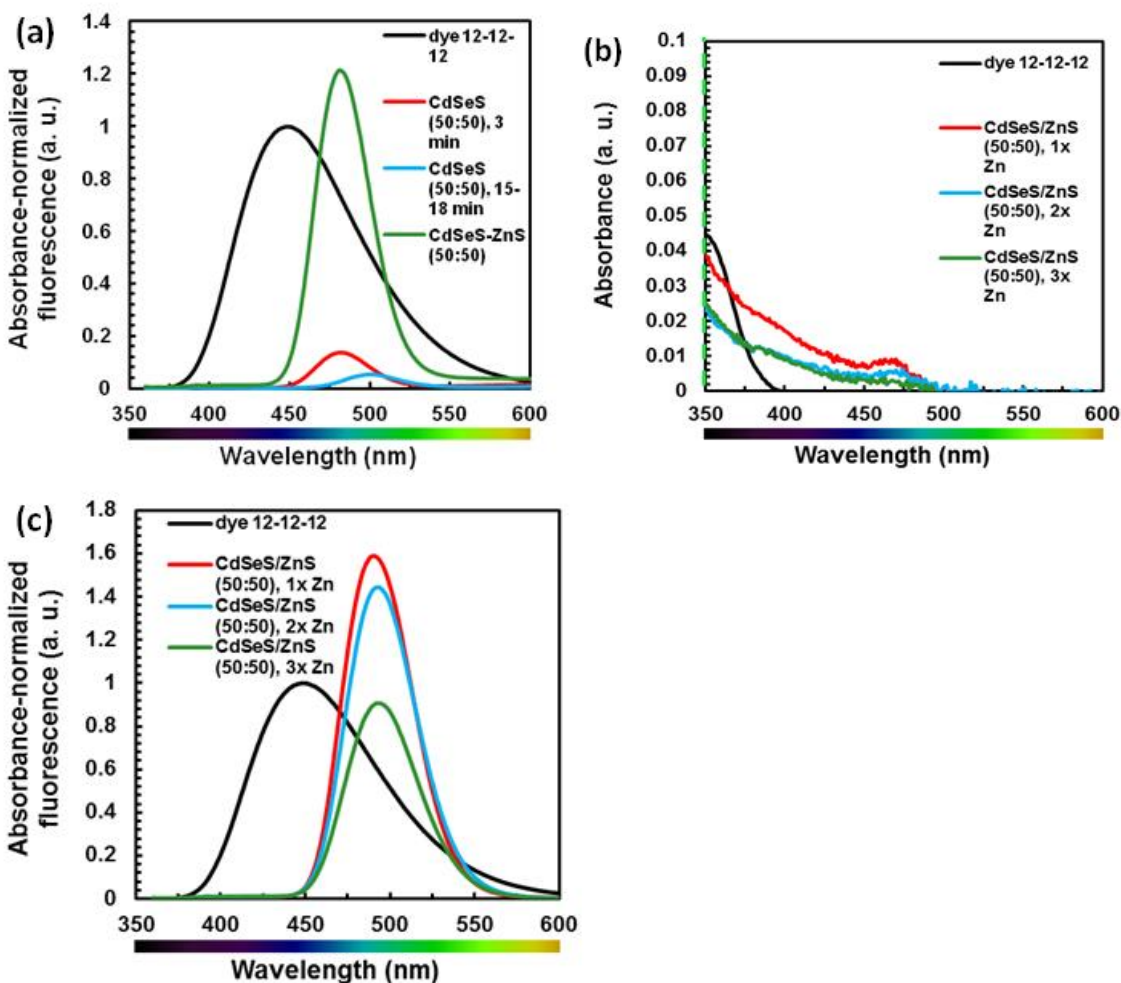 (a)
Absorbance-normalized
fluorescence (a. u.)
1.4
1.2
1
0.8
0.6
0.4
0.2
0
dye 12-12-
12
CdSeS
(50:50), 3
min
CdSeS
(50:50), 15-
18 min
CdSeS-ZnS
(50:50)
350 400 450 500 550 600
Wavelength (nm)
(b)
Absorbance (a. u.)
0.1
0.09
0.08
0.07
0.06
0.05
0.04
0.03
0.02
0.01
0
dye 12-12-12
CdSeS/ZnS
(50:50), 1x
Zn
CdSeS/ZnS
(50:50), 2x
Zn
CdSeS/ZnS
(50:50), 3x
Zn
350 400 450 500 550 600
Wavelength (nm)
(c)
Absorbance-normalized
fluorescence (a. u.)
1.8
1.6
1.4
1.2
1
0.8
0.6
0.4
0.2
0
dye 12-12-12
CdSeS/ZnS
(50:50), 1x Zn
CdSeS/ZnS
(50:50), 2x Zn
CdSeS/ZnS
(50:50), 3x Zn
350 400 450 500 550 600
Wavelength (nm)